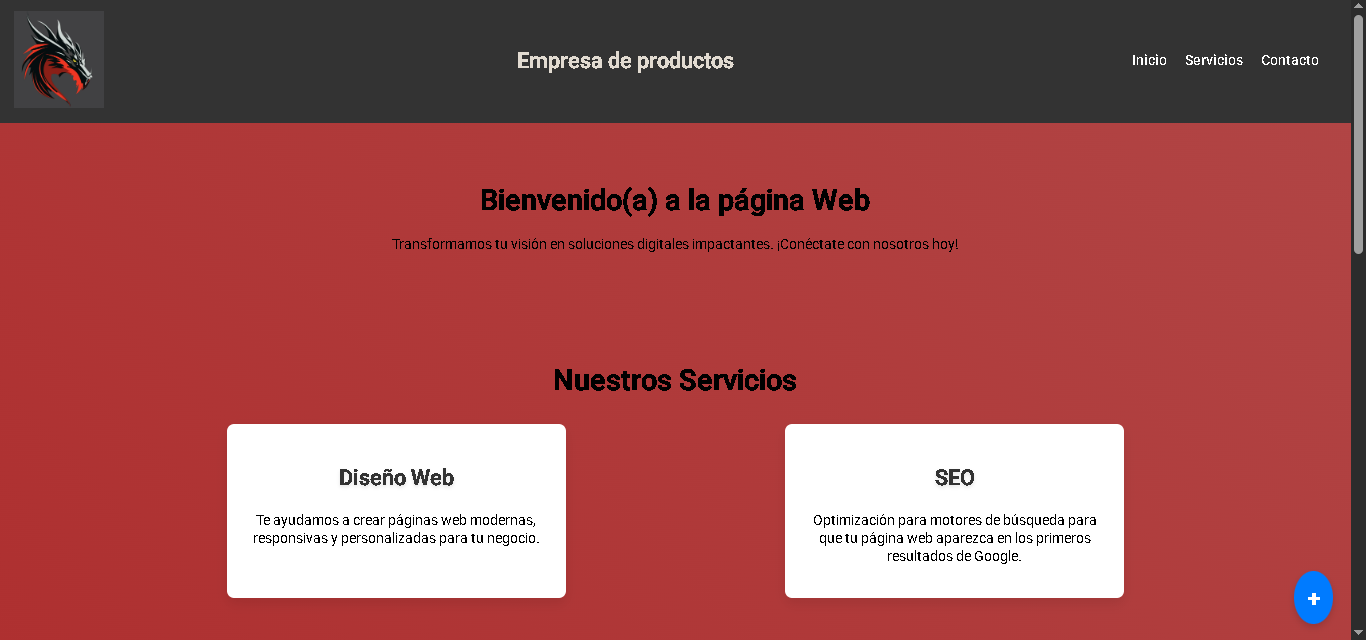 Empresa de productos
Inicio Servicios Contacto
Bienvenido(a) a la página Web
Transformamos tu visión en soluciones digitales impactantes. ¡Conéctate con nosotros hoy!
Nuestros Servicios
Diseño Web
Te ayudamos a crear páginas web modernas,
responsivas y personalizadas para tu negocio.
SEO
Optimización para motores de búsqueda para
que tu página web aparezca en los primeros
resultados de Google.
+